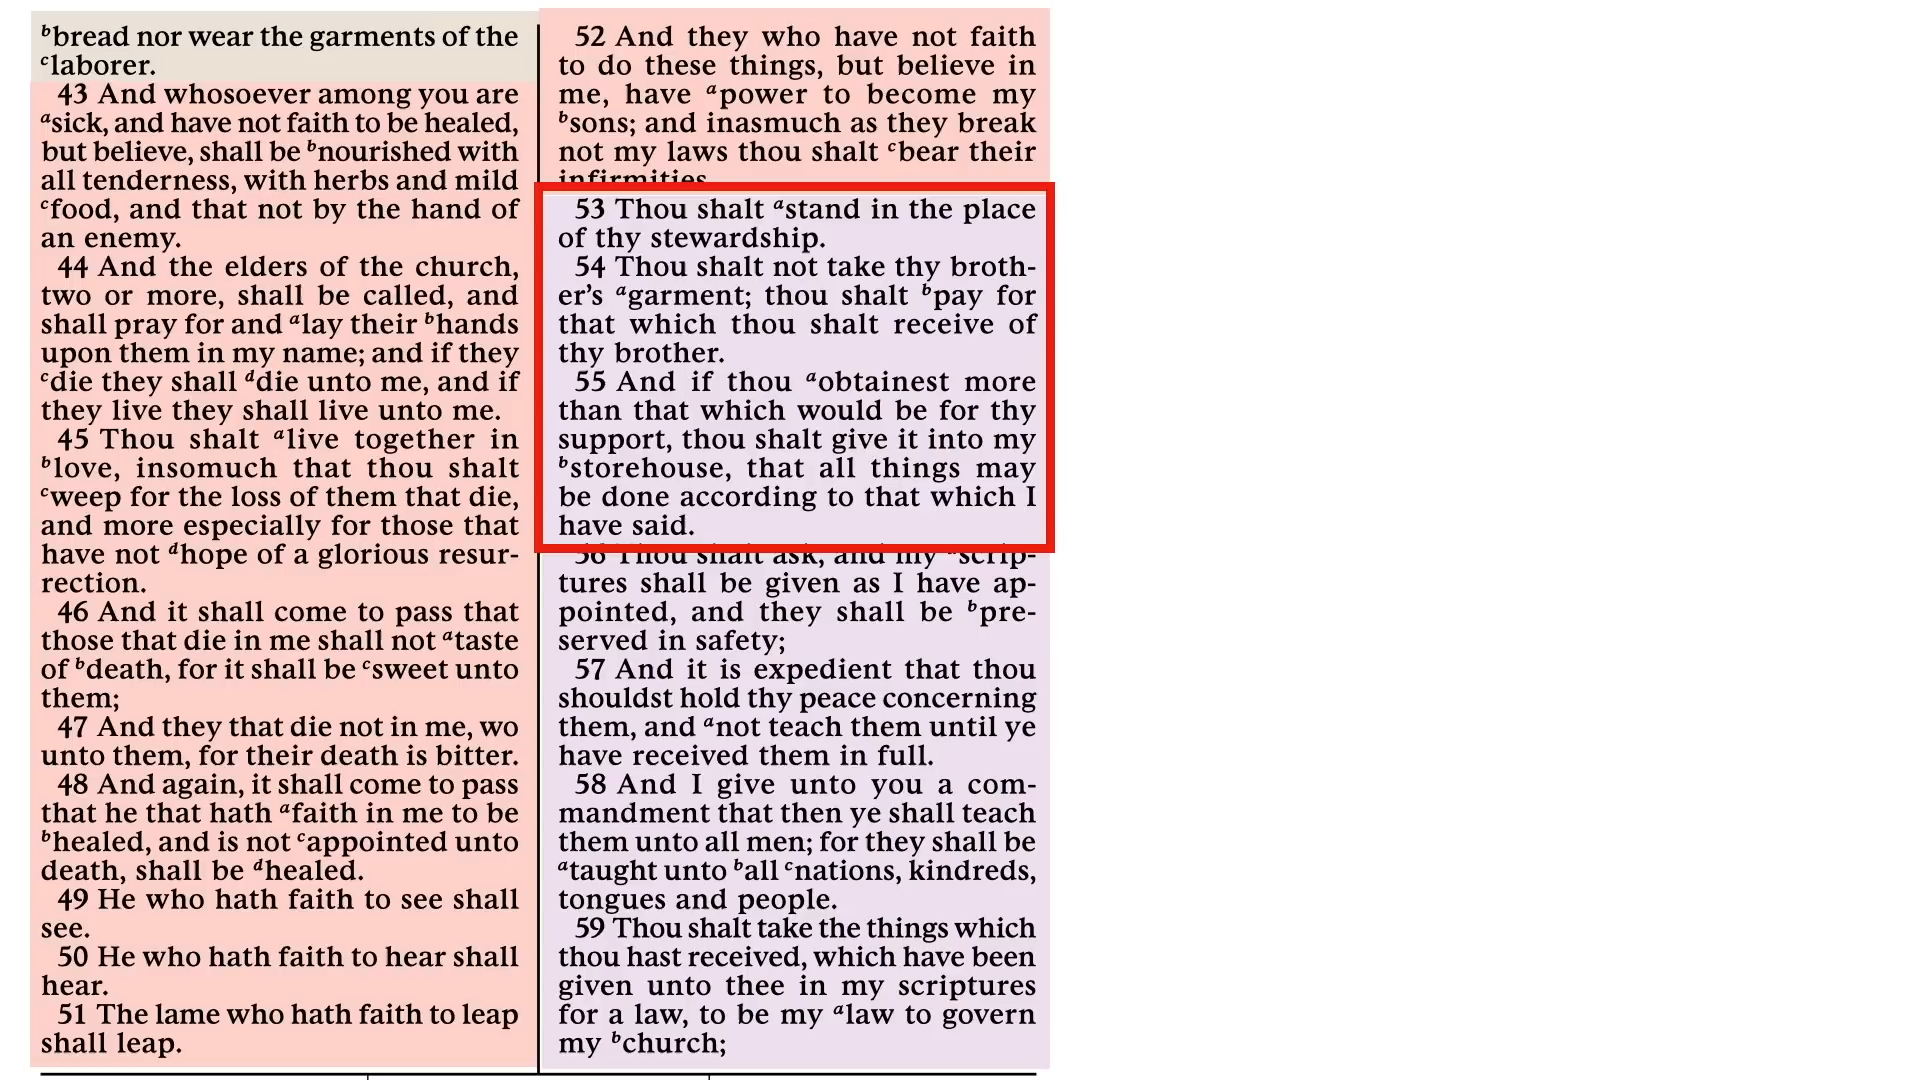 bbread nor wear the garments of the
claborer.
43 And whosoever among you are
asick, and have not faith to be healed,
but believe, shall be bnourished with
all tenderness, with herbs and mild
cfood, and that not by the hand of
an enemy.
44 And the elders of the church,
two or more, shall be called, and
shall pray for and alay their bhands
upon them in my name; and if they
cdie they shall ddie unto me, and if
they live they shall live unto me.
45 Thou shalt alive together in
blove, insomuch that thou shalt
cweep for the loss of them that die,
and more especially for those that
have not dhope of a glorious resur-
rection.
46 And it shall come to pass that
those that die in me shall not ataste
of bdeath, for it shall be csweet unto
them;
47 And they that die not in me, wo
unto them, for their death is bitter.
48 And again, it shall come to pass
that he that hath afaith in me to be
bhealed, and is not cappointed unto
death, shall be dhealed.
49 He who hath faith to see shall
see.
50 He who hath faith to hear shall
hear.
51 The lame who hath faith to leap
shall leap.
52 And they who have not faith
to do these things, but believe in
me, have apower to become my
bsons; and inasmuch as they break
not my laws thou shalt cbear their
infirmities.
53 Thou shalt astand in the place
of thy stewardship.
54 Thou shalt not take thy broth-
er’s agarment; thou shalt bpay for
that which thou shalt receive of
thy brother.
55 And if thou aobtainest more
than that which would be for thy
support, thou shalt give it into my
bstorehouse, that all things may
be done according to that which I
have said.
56 Thou shalt ask, and my ascrip-
tures shall be given as I have ap-
pointed, and they shall be bpre-
served in safety;
57 And it is expedient that thou
shouldst hold thy peace concerning
them, and anot teach them until ye
have received them in full.
58 And I give unto you a com-
mandment that then ye shall teach
them unto all men; for they shall be
ataught unto ball cnations, kindreds,
tongues and people.
59 Thou shalt take the things which
thou hast received, which have been
given unto thee in my scriptures
for a law, to be my alaw to govern
my bchurch;